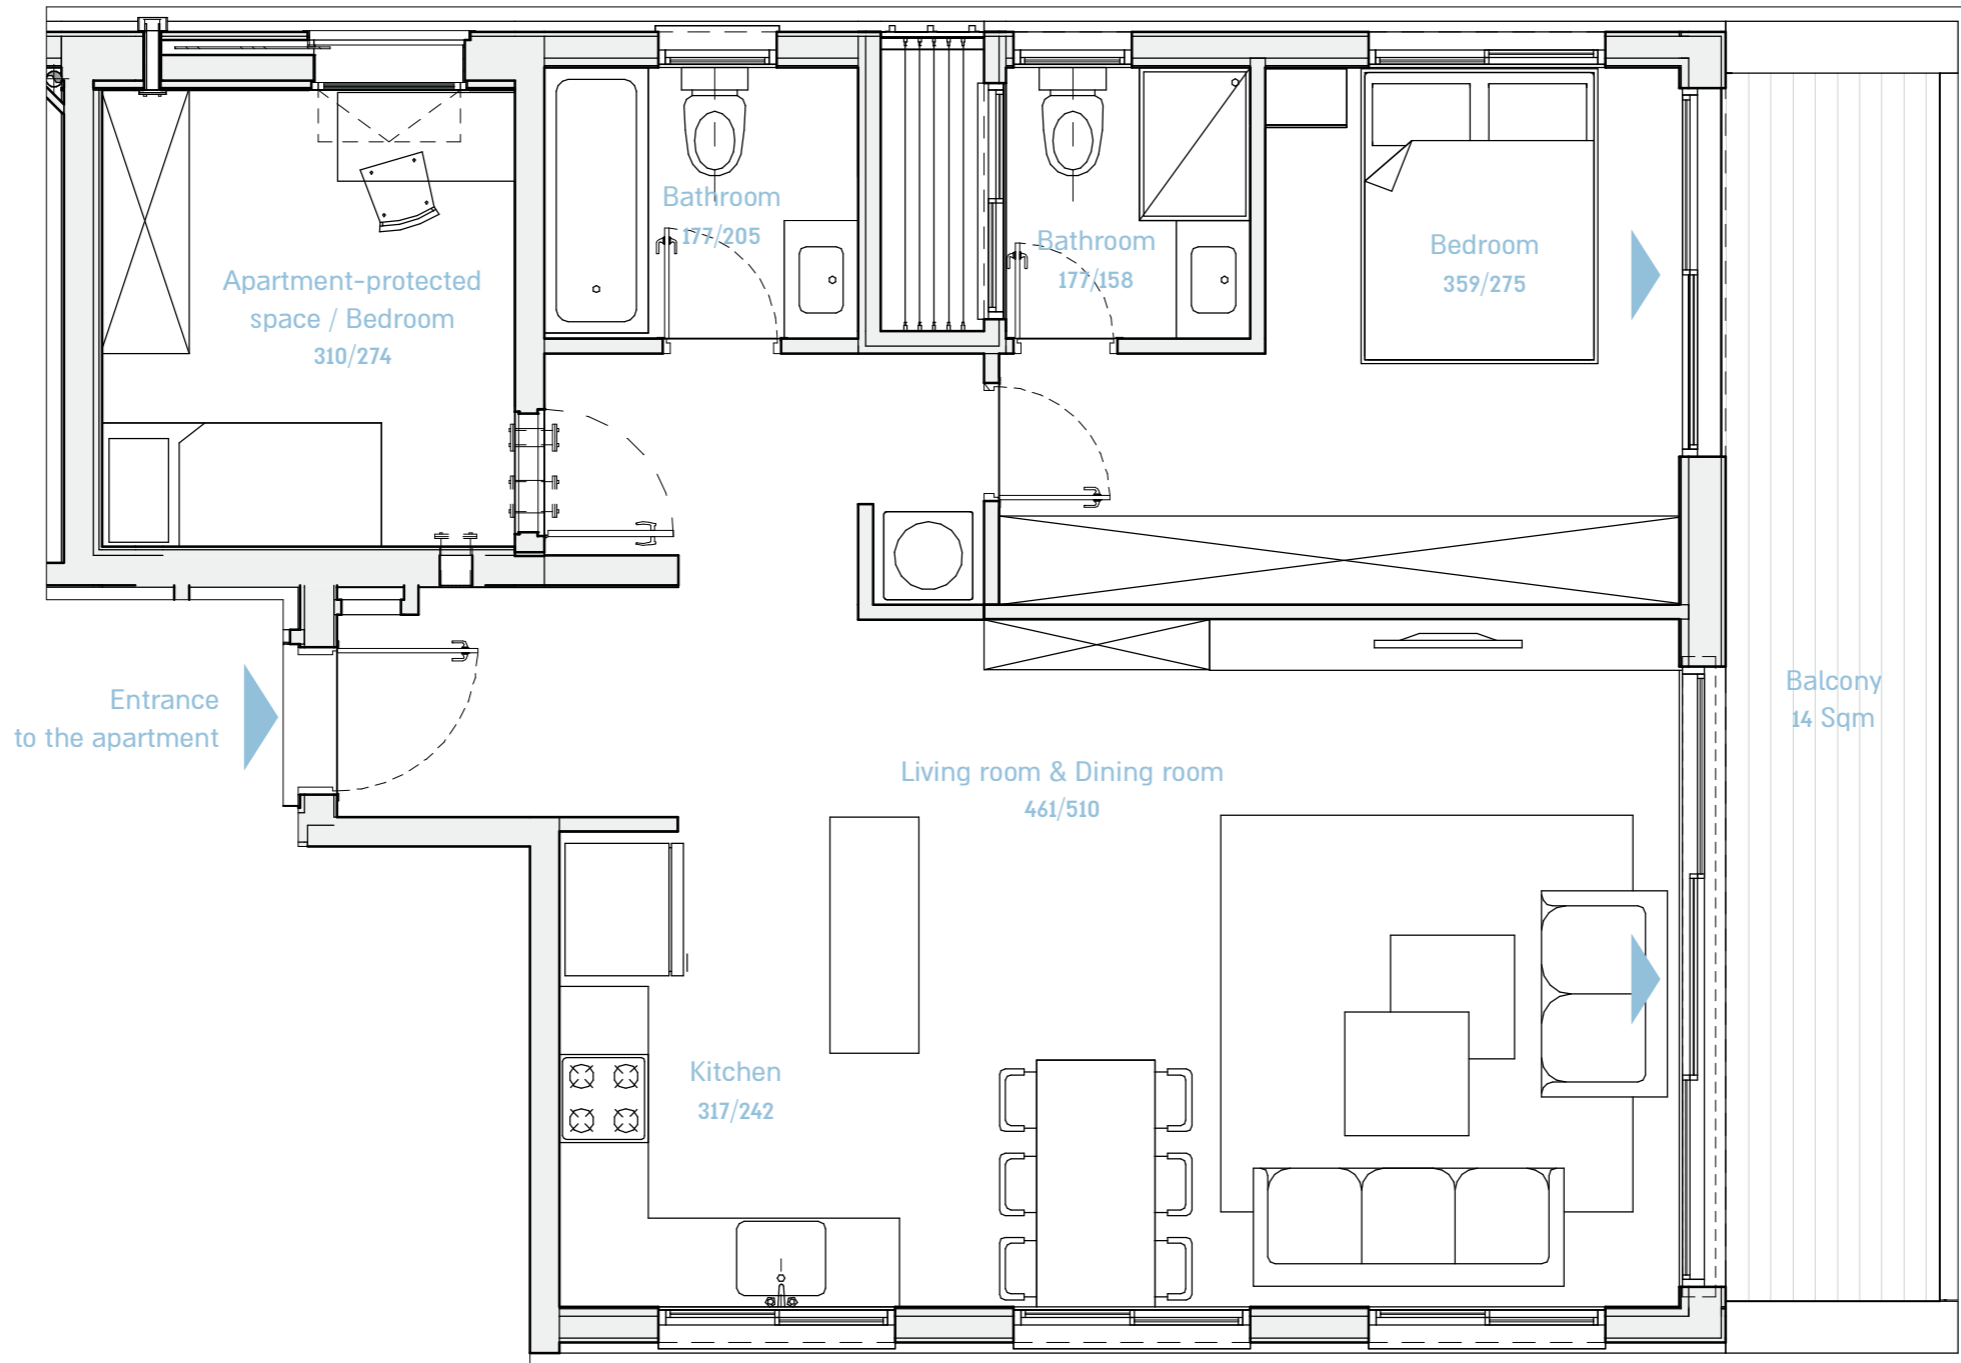 Bathroom
177/205
Bathroom
177/158
Bedroom
359/275
Apartment-protected
space / Bedroom
310/274
Entrance
to the apartment
Balcony
14 Sqm
Living room & Dining room
461/510
Kitchen
317/242